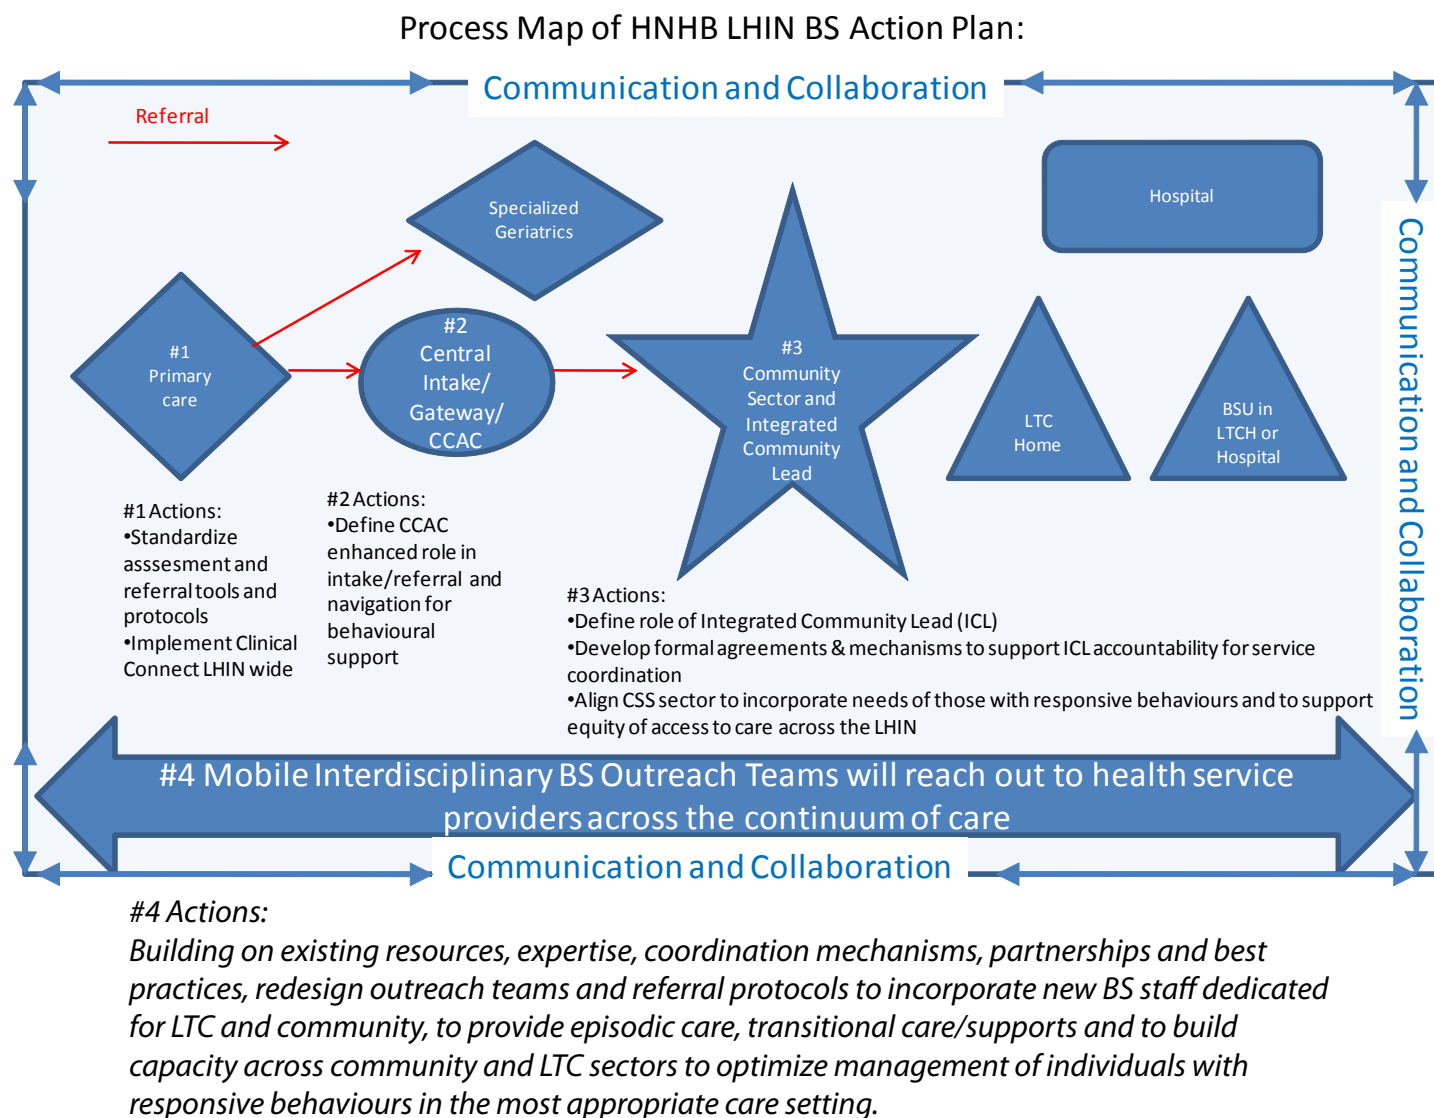 Process Map of HNHB LHIN BS Action Plan:
Communication and Collaboration
Referral
Specialized
Geriatrics
Hospital
#1
Primary
care
#2
Central
Intake/
Gateway/
CCAC
#3
Community
Sector and
Integrated
Community
Lead
LTC
Home
BSU in
LTCH or
Hospital
Communication and Collaboration
#1 Actions:
•Standardize
asssesment and
referral tools and
protocols
•Implement Clinical
Connect LHIN wide
#2 Actions:
•Define CCAC
enhanced role in
intake/referral and
navigation for
behavioural
support
#3 Actions:
•Define role of Integrated Community Lead (ICL)
•Develop formal agreements & mechanisms to support ICL accountability for service
coordination
•Align CSS sector to incorporate needs of those with responsive behaviours and to support
equity of access to care across the LHIN
#4 Mobile Interdisciplinary BS Outreach Teams will reach out to health service
providers across the continuum of care
Communication and Collaboration
#4 Actions:
Building on existing resources, expertise, coordination mechanisms, partnerships and best
practices, redesign outreach teams and referral protocols to incorporate new BS staff dedicated
for LTC and community, to provide episodic care, transitional care/supports and to build
capacity across community and LTC sectors to optimize management of individuals with
responsive behaviours in the most appropriate care setting.